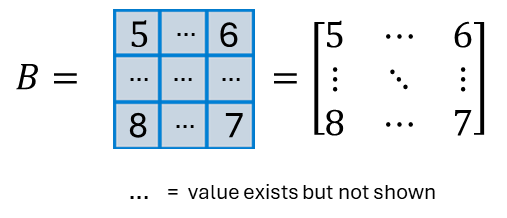 B = 5 ... 6 = [5 ⋯ 6]
... ... ... ⋮ ⋱ ⋮
8 ... 7 [8 ⋯ 7]
... = value exists but not shown